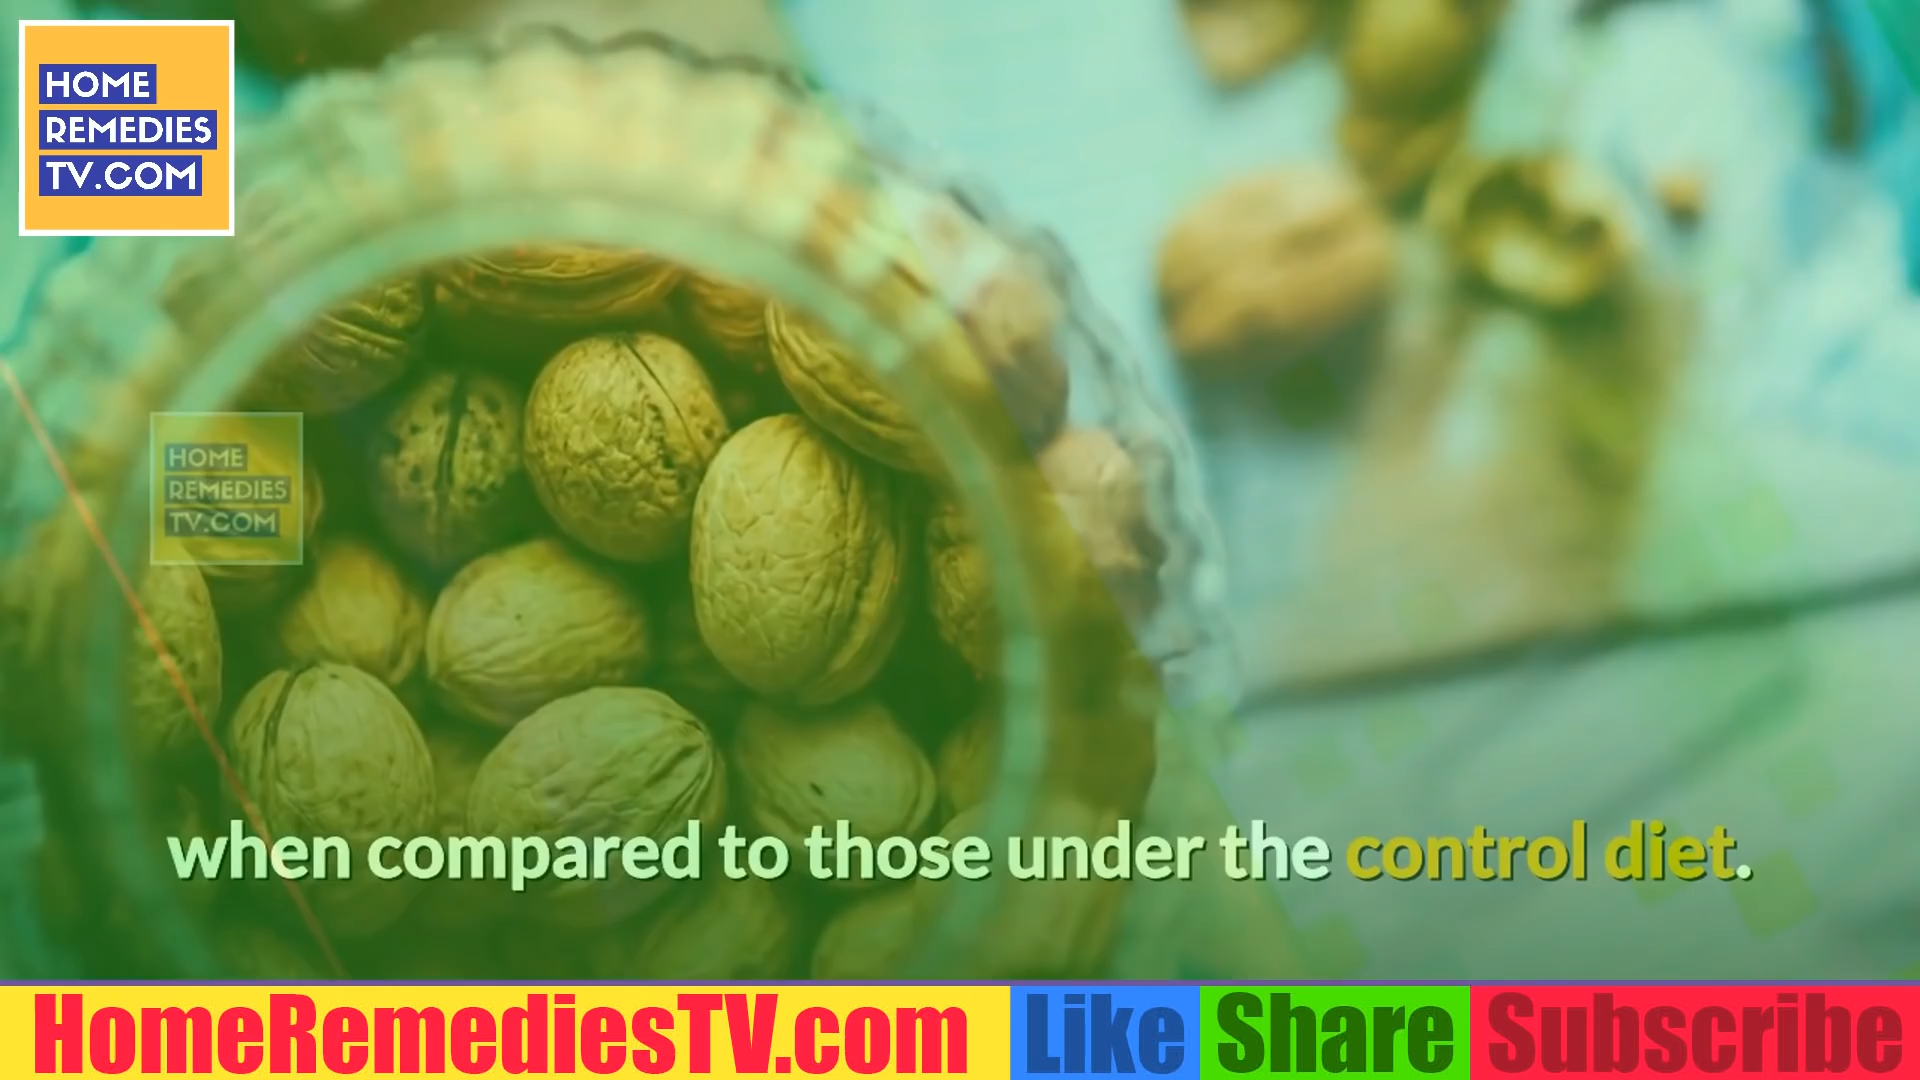 HOME
REMEDIES
TV.COM
HOME
REMEDIES
TV.COM
when compared to those under the control diet.
HomeRemediesTV.com Like Share Subscribe